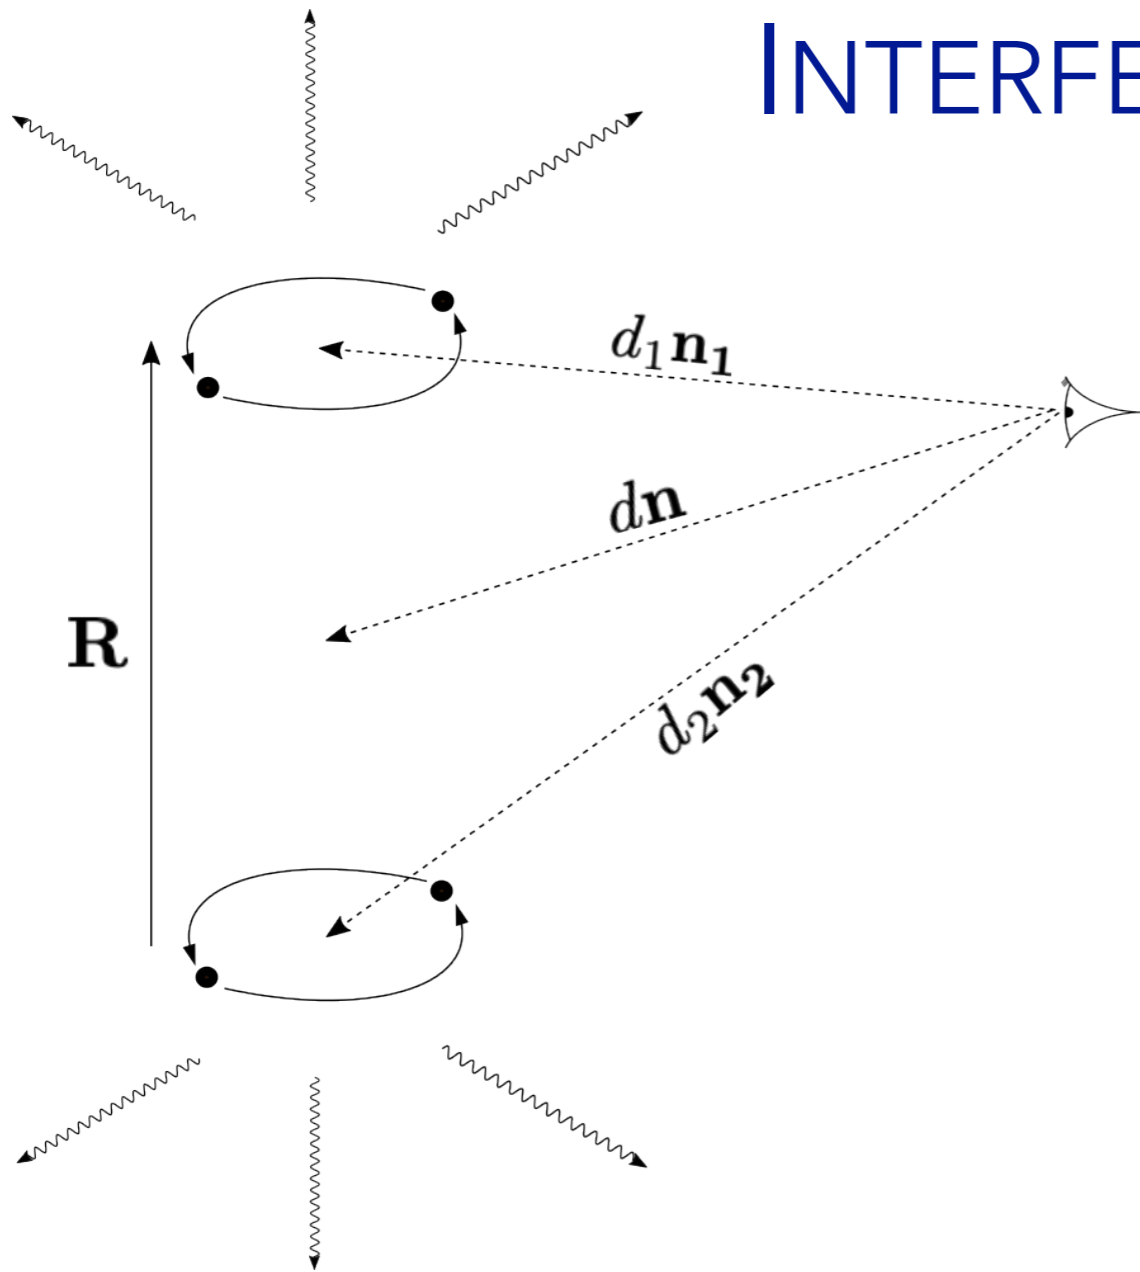 INTERFE
d₁n₁
dn
R
d₂n₂